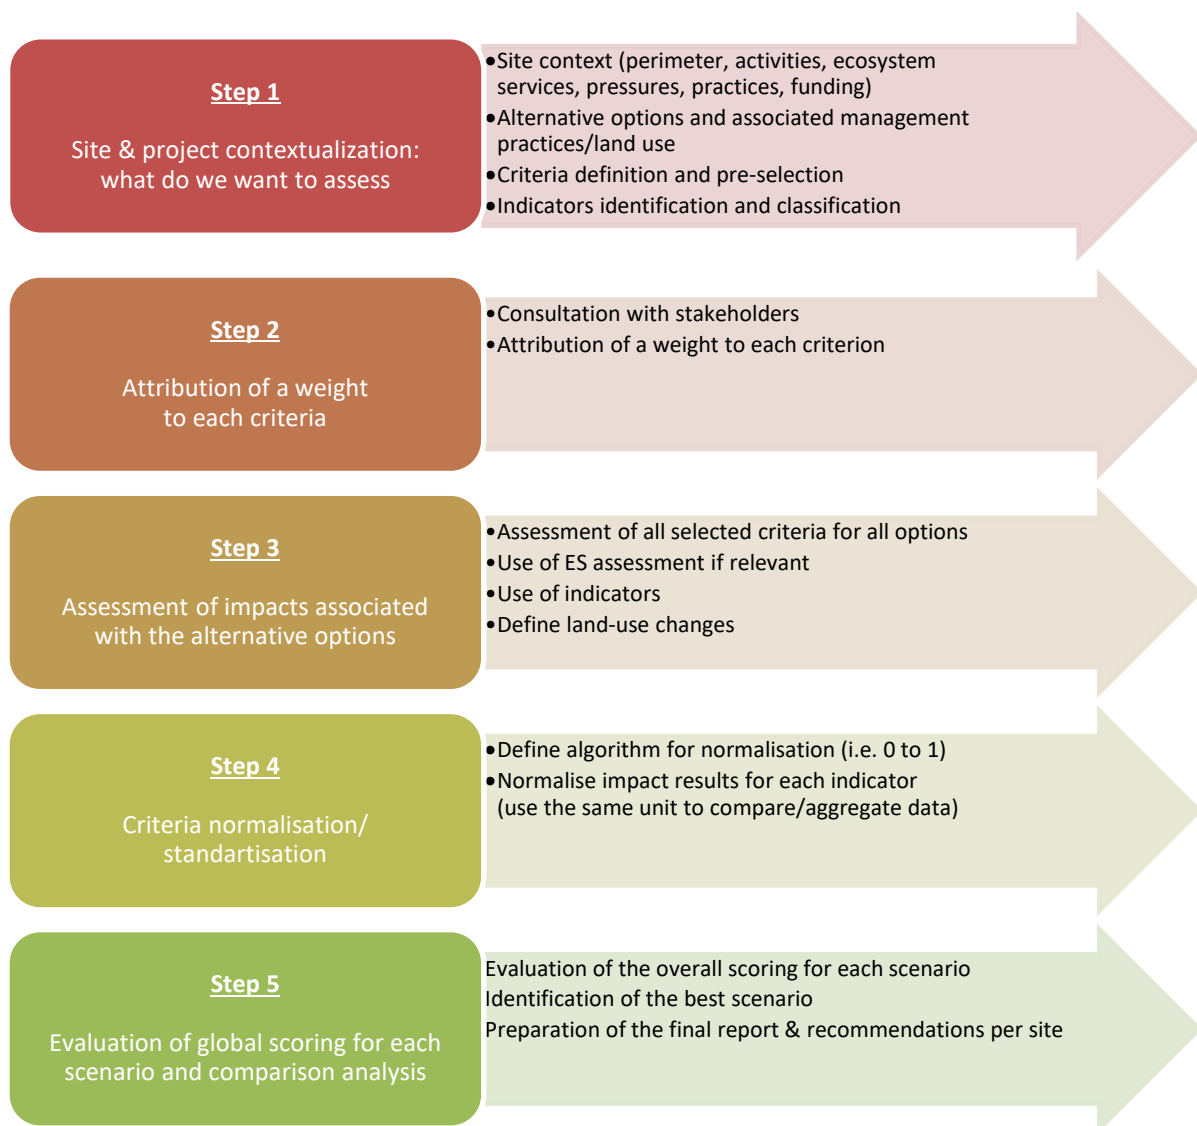 Step 1
Site & project contextualization:
what do we want to assess
•Site context (perimeter, activities, ecosystem
services, pressures, practices, funding)
•Alternative options and associated management
practices/land use
•Criteria definition and pre-selection
•Indicators identification and classification
Step 2
Attribution of a weight
to each criteria
•Consultation with stakeholders
•Attribution of a weight to each criterion
Step 3
Assessment of impacts associated
with the alternative options
•Assessment of all selected criteria for all options
•Use of ES assessment if relevant
•Use of indicators
•Define land-use changes
Step 4
Criteria normalisation/
standartisation
•Define algorithm for normalisation (i.e. 0 to 1)
•Normalise impact results for each indicator
(use the same unit to compare/aggregate data)
Step 5
Evaluation of global scoring for each
scenario and comparison analysis
Evaluation of the overall scoring for each scenario
Identification of the best scenario
Preparation of the final report & recommendations per site